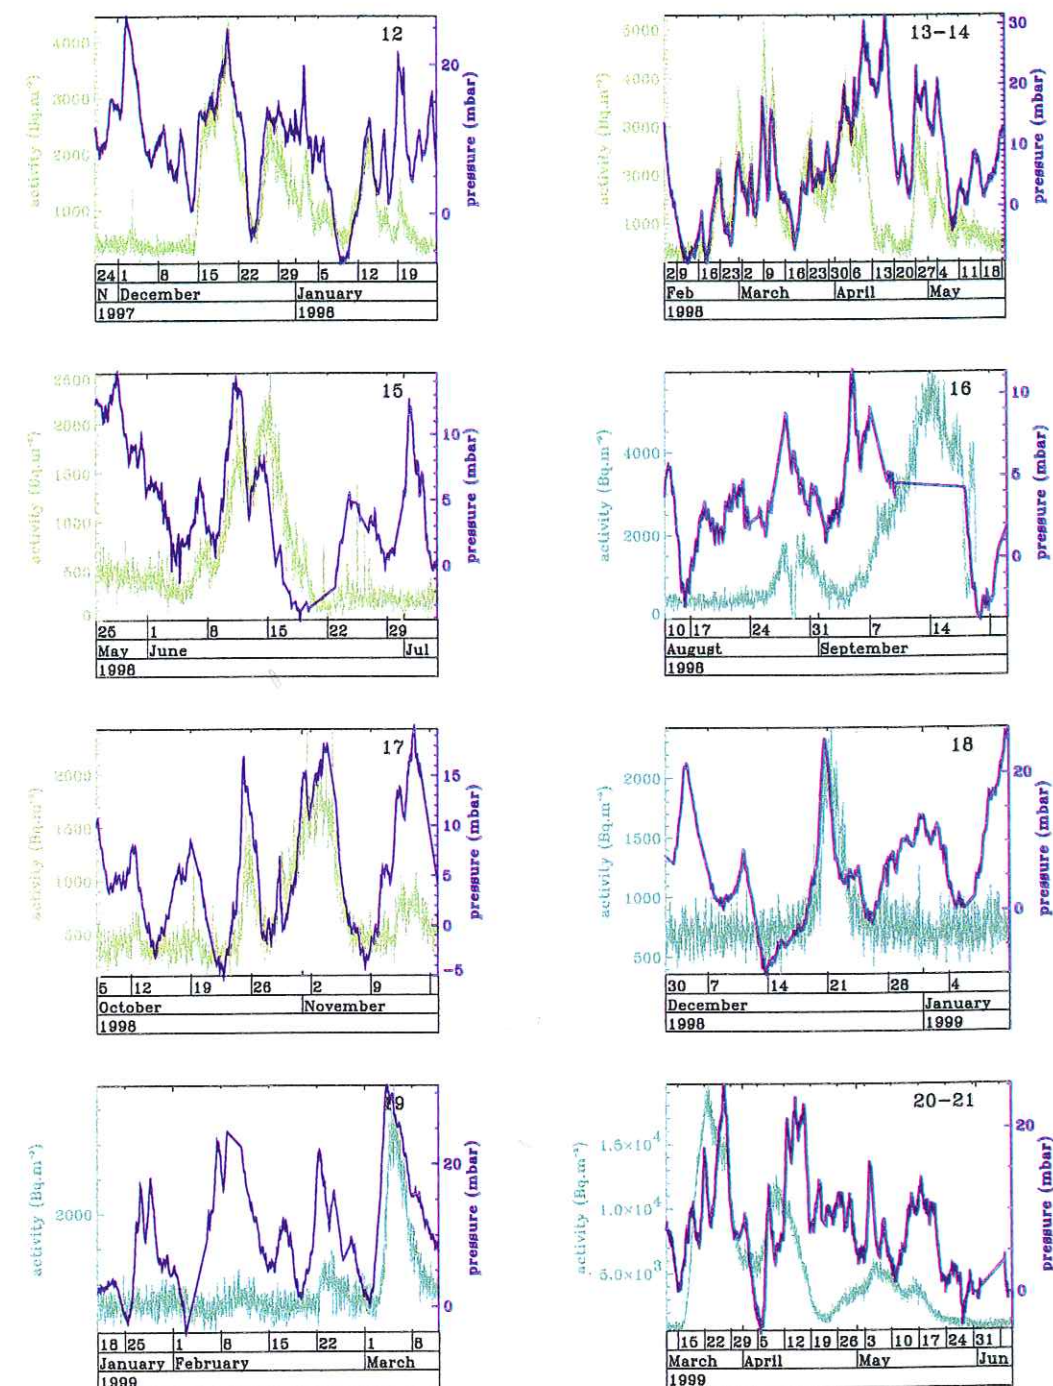 12
activity (Bq.m⁻³)
4000
3000
2000
1000
20
10
0
pressure (mbar)
24 1 8 15 22 29 5 12 19
N December January
1997 1998
13-14
activity (Bq.m⁻³)
5000
4000
3000
2000
1000
30
20
10
0
pressure (mbar)
2 9 16 23 2 9 16 23 30 6 13 20 27 4 11 18
Feb March April May
1998
15
activity (Bq.m⁻³)
2500
2000
1500
1000
500
0
10
5
0
pressure (mbar)
25 1 8 15 22 29
May June Jul
1998
16
activity (Bq.m⁻³)
4000
2000
0
10
5
0
pressure (mbar)
10 17 24 31 7 14
August September
1998
17
activity (Bq.m⁻³)
2000
1500
1000
500
15
10
5
0
-5
pressure (mbar)
5 12 19 26 2 9
October November
1998
18
activity (Bq.m⁻³)
2000
1500
1000
500
20
0
pressure (mbar)
30 7 14 21 28 4
December January
1998 1999
19
activity (Bq.m⁻³)
2000
20
10
0
pressure (mbar)
18 25 1 8 15 22 1 8
January February March
1999
20-21
activity (Bq.m⁻³)
1.5×10⁴
1.0×10⁴
5.0×10³
20
10
0
pressure (mbar)
15 22 29 5 12 19 26 3 10 17 24 31
March April May Jun
1999